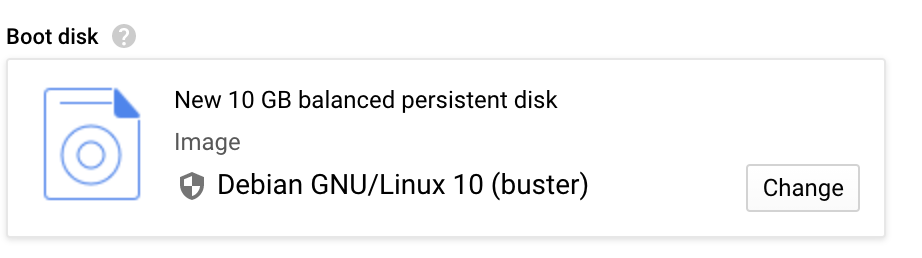 Boot disk ?
New 10 GB balanced persistent disk
Image
Debian GNU/Linux 10 (buster)
Change